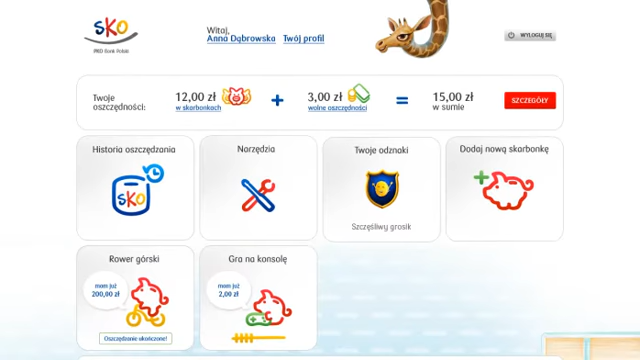 SKO
PKO Bank Polski
Witaj,
Anna Dąbrowska Twój profil
WYLOGUJ SIĘ
Twoje
oszczędności:
12,00 zł
w skarbonkach
+
3,00 zł
wolne oszczędności
=
15,00 zł
w sumie
SZCZEGÓŁY
Historia oszczędzania
SKO
Narzędzia
Twoje odznaki
Szczęśliwy grosik
Dodaj nową skarbonkę
Rower górski
mam już
200,00 zł
Oszczędzanie ukończone!
Gra na konsolę
mam już
2,00 zł